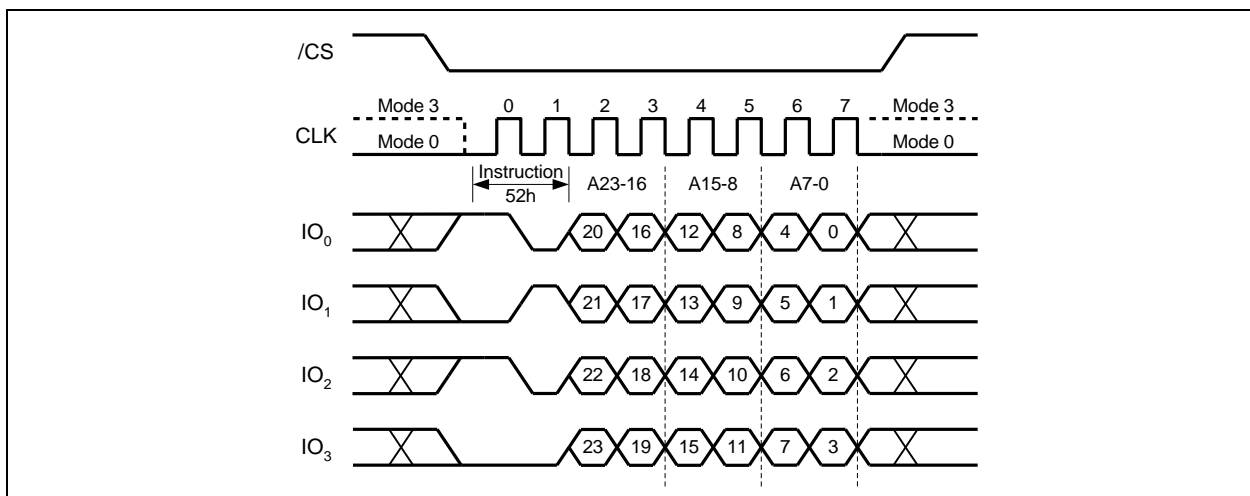 /CS
Mode 3 0 1 2 3 4 5 6 7 Mode 3
CLK
Mode 0 Mode 0
Instruction
52h
A23-16 A15-8 A7-0
IO0 20 16 12 8 4 0
IO1 21 17 13 9 5 1
IO2 22 18 14 10 6 2
IO3 23 19 15 11 7 3